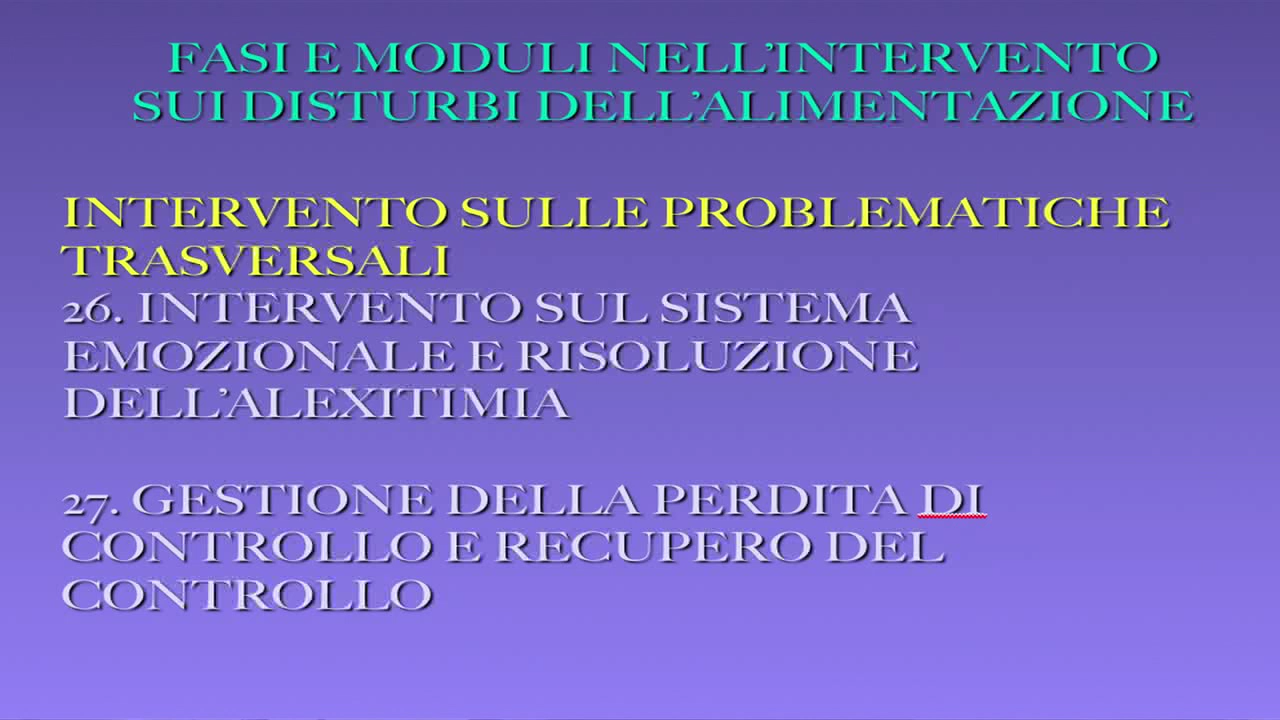 FASI E MODULI NELL’INTERVENTO
SUI DISTURBI DELL’ALIMENTAZIONE
INTERVENTO SULLE PROBLEMATICHE
TRASVERSALI
26. INTERVENTO SUL SISTEMA
EMOZIONALE E RISOLUZIONE
DELL’ALEXITIMIA
27. GESTIONE DELLA PERDITA DI
CONTROLLO E RECUPERO DEL
CONTROLLO